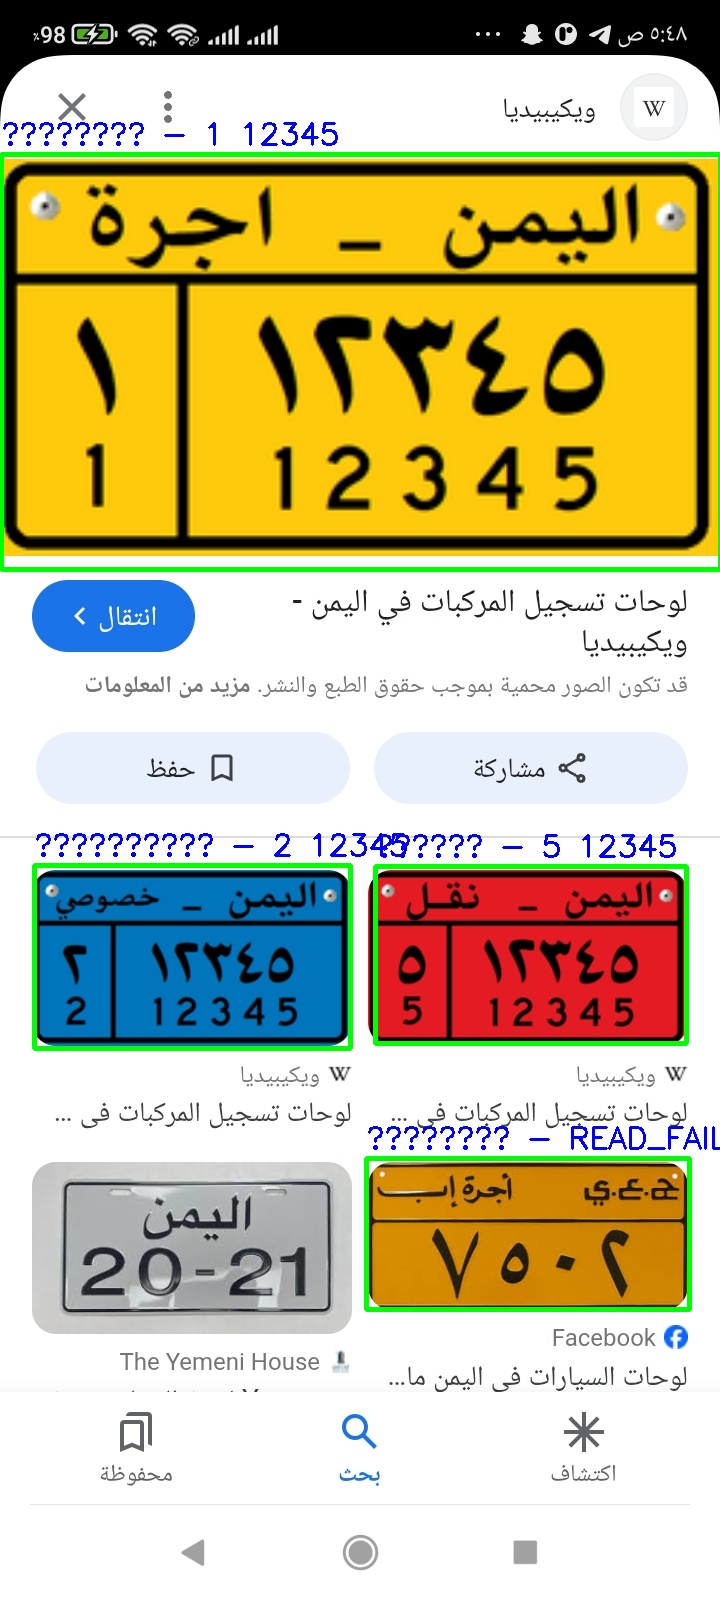 ٪98
٥:٤٨ ص
ويكيبيديا
W
???????? - 1 12345
اليمن - اجرة
١ ١٢٣٤٥
1 12345
لوحات تسجيل المركبات في اليمن -
ويكيبيديا
انتقال
قد تكون الصور محمية بموجب حقوق الطبع والنشر. مزيد من المعلومات
مشاركة
حفظ
?????????? - 2 12345
?????? - 5 12345
اليمن - نقل
٥ ١٢٣٤٥
5 12345
اليمن - خصوصي
٢ ١٢٣٤٥
2 12345
W ويكيبيديا
لوحات تسجيل المركبات في ...
W ويكيبيديا
لوحات تسجيل المركبات في ...
???????? - READ_FAIL
ج.ع.ي أجرة إب
٧٥٠٢
Facebook
لوحات السيارات في اليمن ما...
اليمن
20-21
The Yemeni House
اكتشاف
بحث
محفوظة